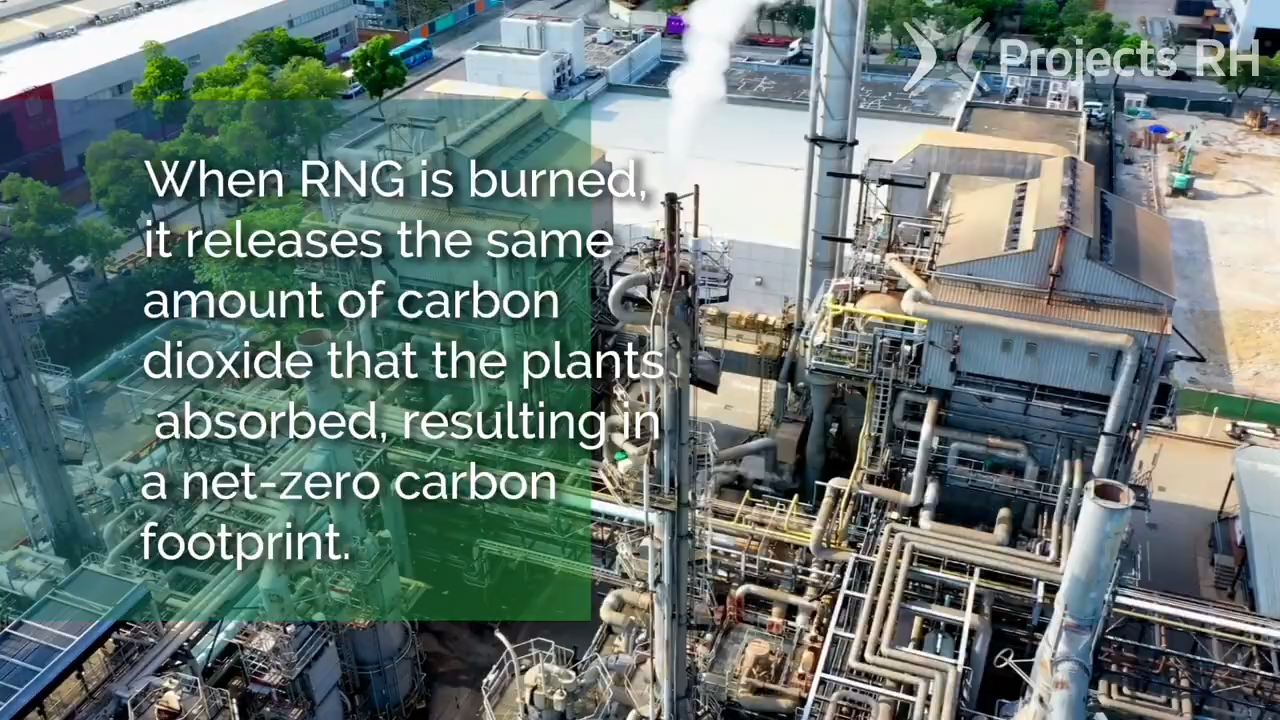 Projects RH
When RNG is burned,
it releases the same
amount of carbon
dioxide that the plants
absorbed, resulting in
a net-zero carbon
footprint.